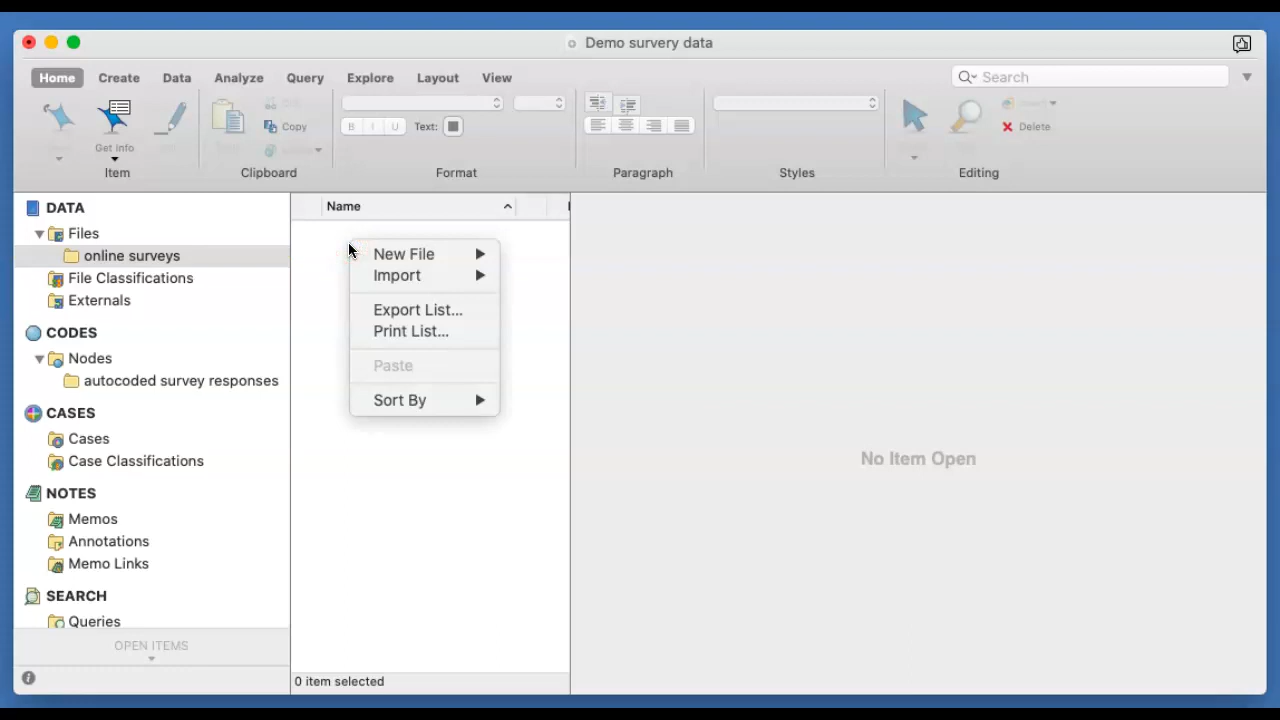 Demo survery data
Home Create Data Analyze Query Explore Layout View
Search
Get info
Copy
B I U Text:
Delete
Item Clipboard Format Paragraph Styles Editing
DATA
Files
online surveys
File Classifications
Externals
CODES
Nodes
autocoded survey responses
CASES
Cases
Case Classifications
NOTES
Memos
Annotations
Memo Links
SEARCH
Queries
OPEN ITEMS
Name
New File
Import
Export List...
Print List...
Paste
Sort By
0 item selected
No Item Open